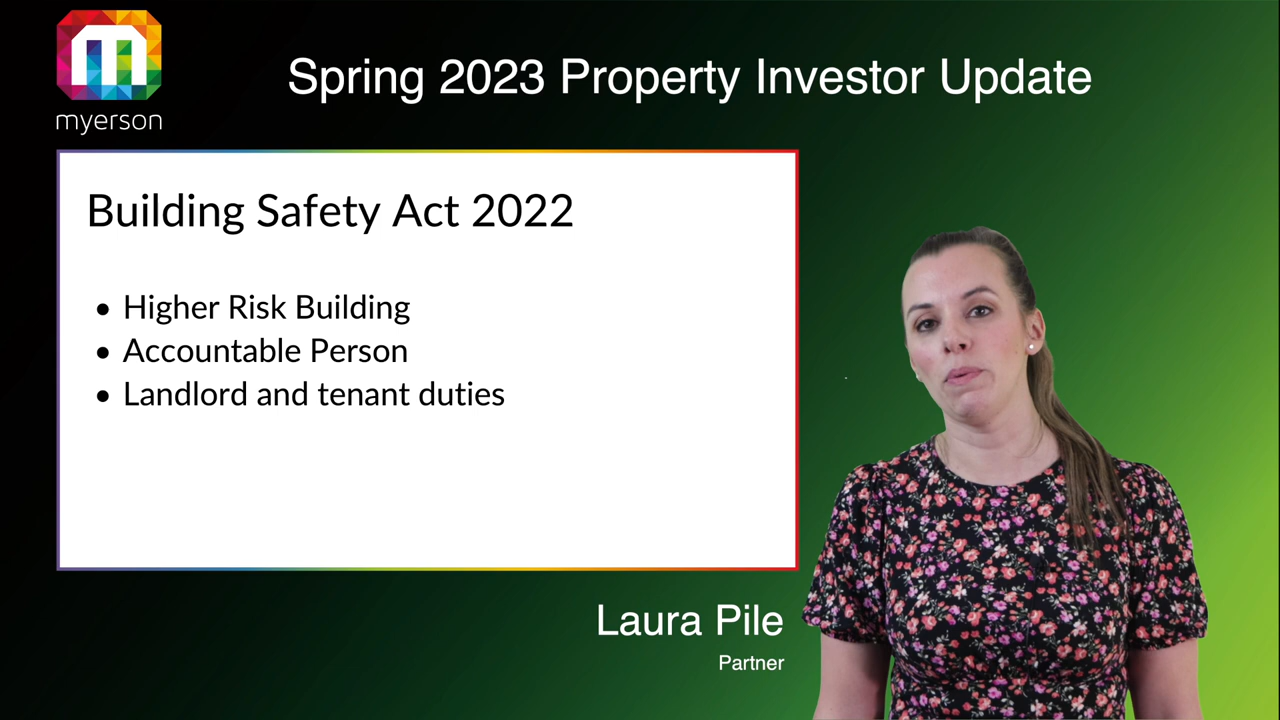 myerson
Spring 2023 Property Investor Update
Building Safety Act 2022
• Higher Risk Building
• Accountable Person
• Landlord and tenant duties
Laura Pile
Partner